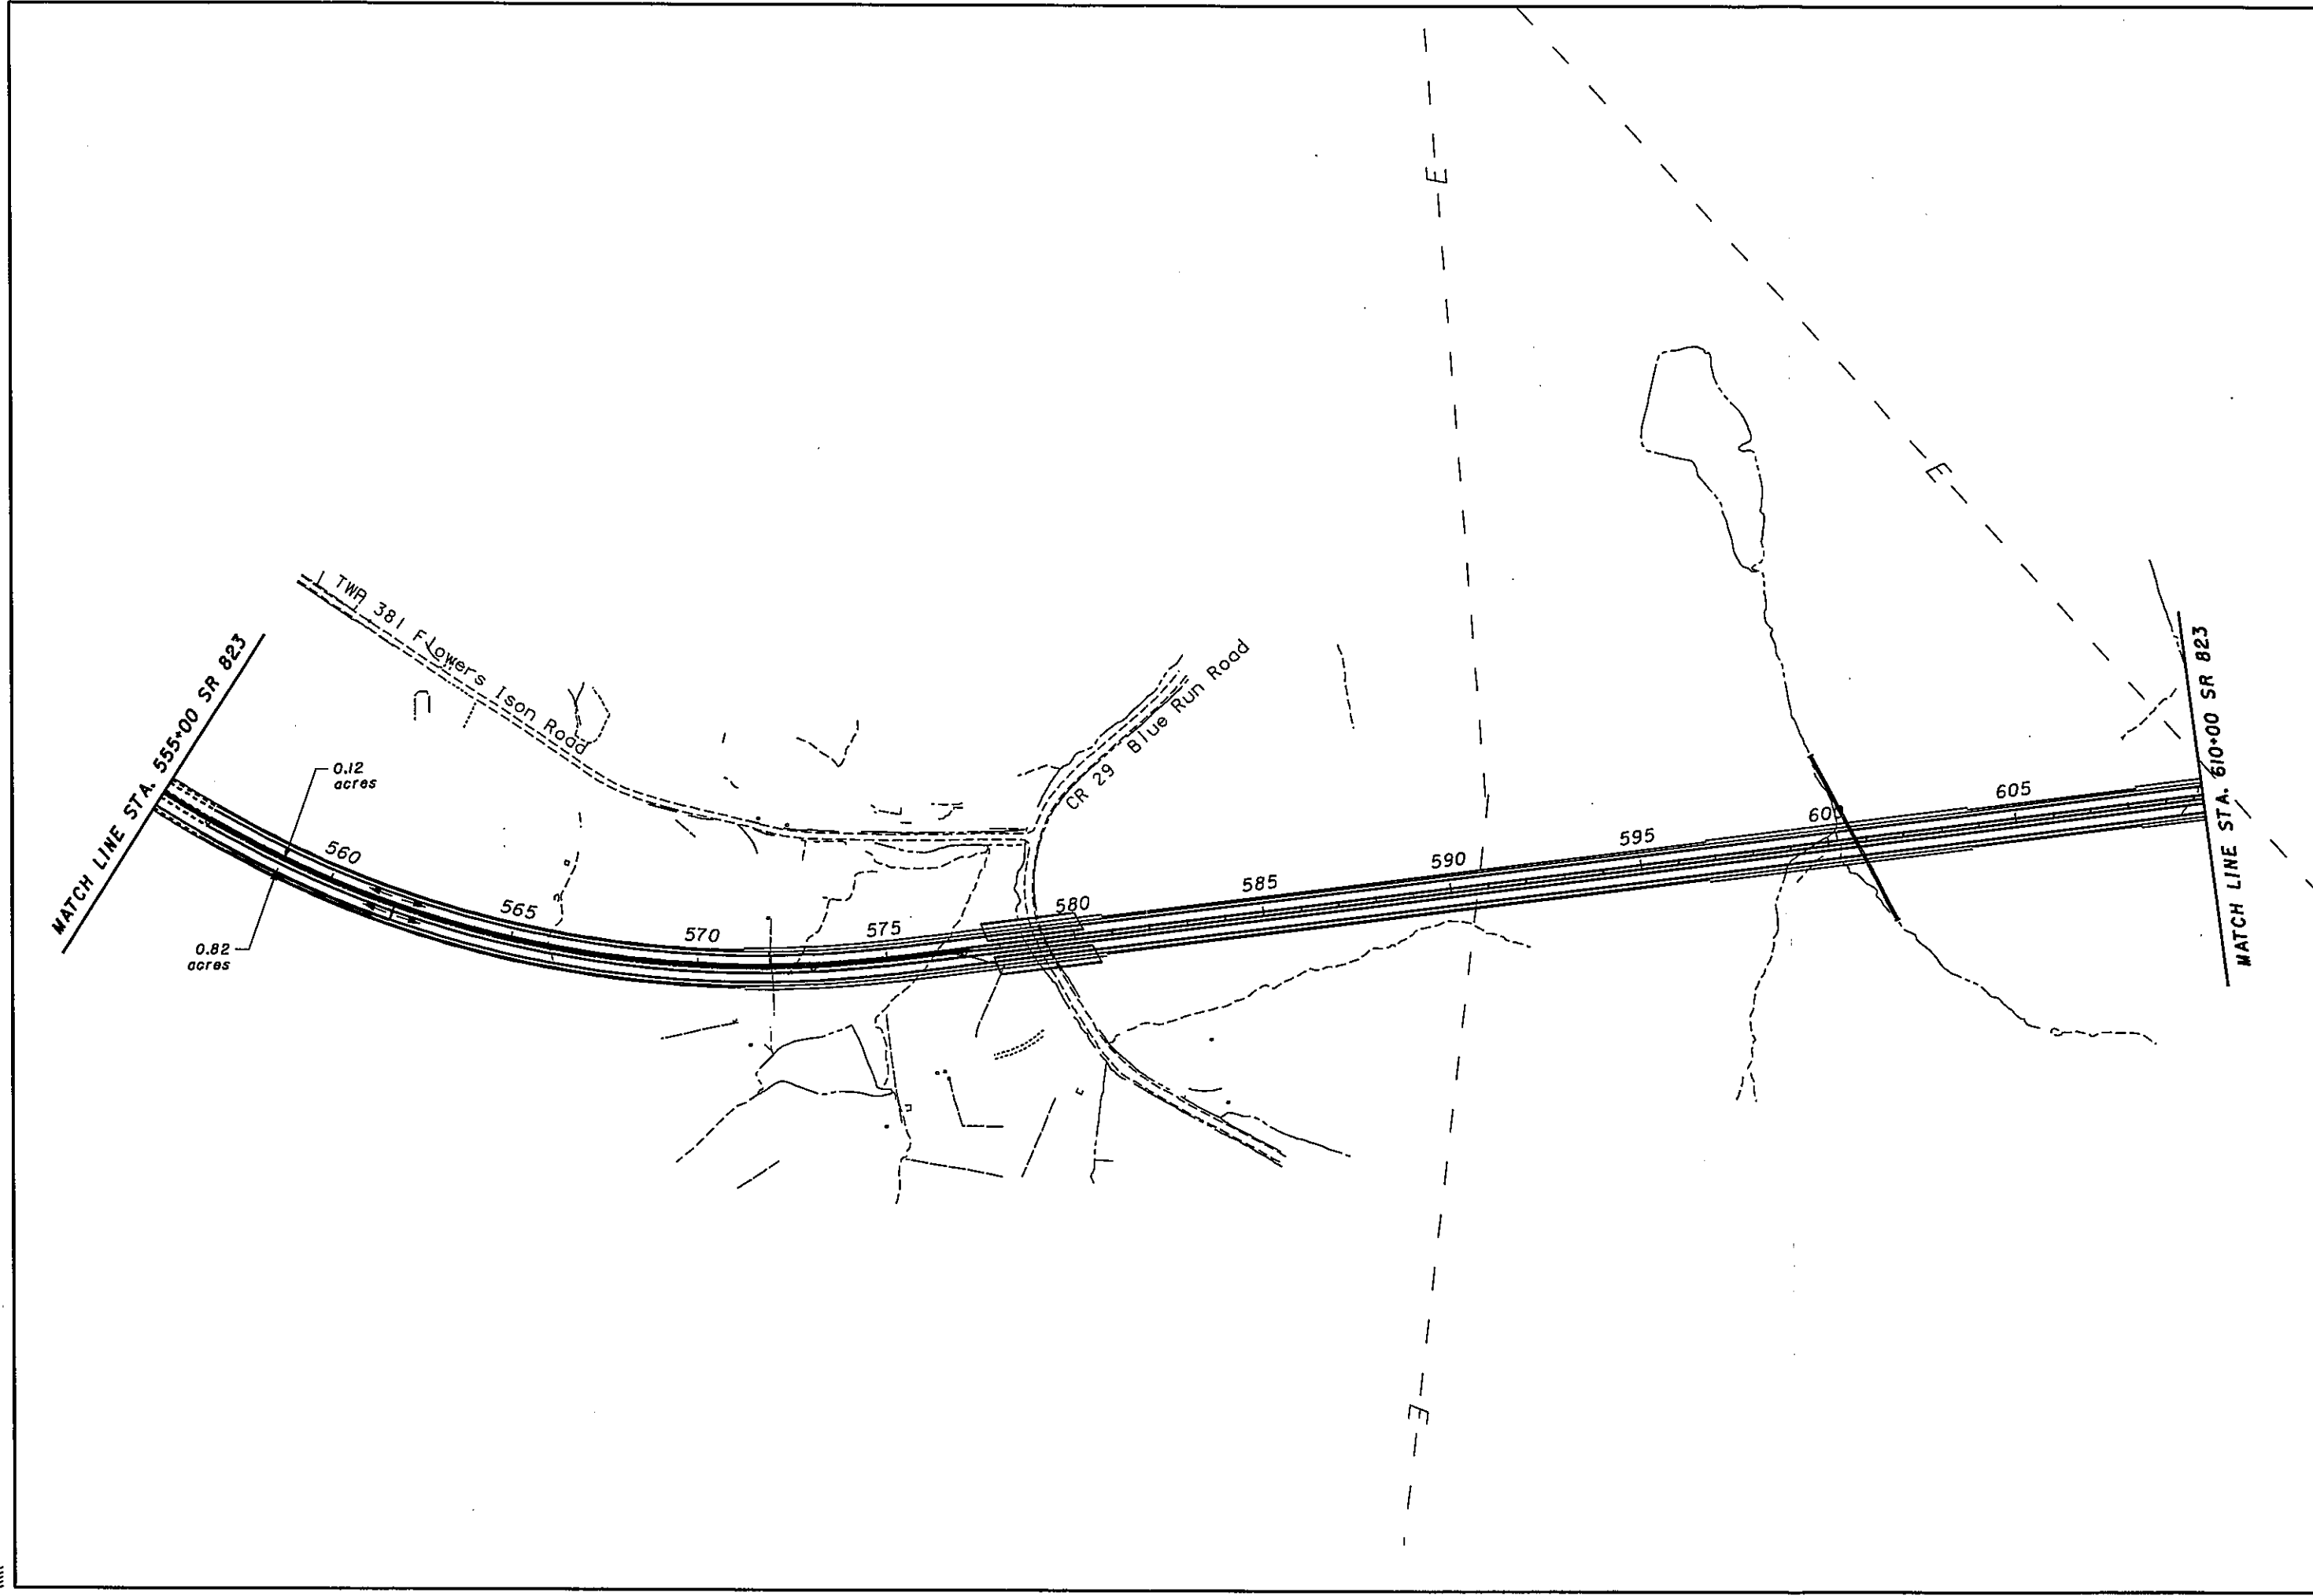 E
E
TWP 381 Flowers Ison Road
MATCH LINE STA. 555+00 SR 823
CR 29 Blue Run Road
MATCH LINE STA. 610+00 SR 823
0.12
acres
0.82
acres
560
565
570
575
580
585
590
595
605
E
E